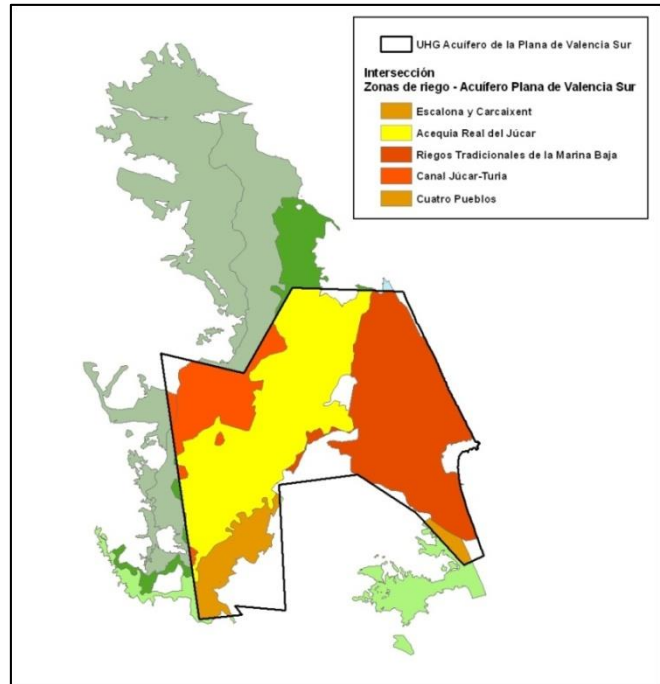 UHG Acuífero de la Plana de Valencia Sur
Intersección
Zonas de riego - Acuífero Plana de Valencia Sur
Escalona y Carcaixent
Acequia Real del Júcar
Riegos Tradicionales de la Marina Baja
Canal Júcar-Turia
Cuatro Pueblos